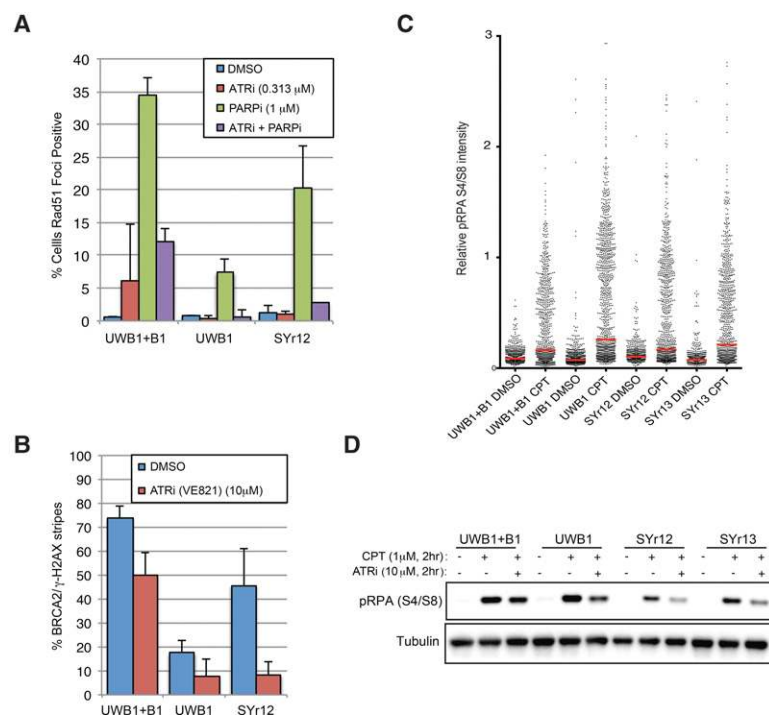 A
40
35
30
25
20
15
10
5
0
% Cellls Rad51 Foci Positive
DMSO
ATRi (0.313 μM)
PARPi (1 μM)
ATRi + PARPi
UWB1+B1 UWB1 SYr12
B
100
90
80
70
60
50
40
30
20
10
0
% BRCA2/γ-H2AX stripes
DMSO
ATRi (VE821) (10μM)
UWB1+B1 UWB1 SYr12
C
3
2
1
0
Relative pRPA S4/S8 intensity
UWB1+B1 DMSO
UWB1+B1 CPT
UWB1 DMSO
UWB1 CPT
SYr12 DMSO
SYr12 CPT
SYr13 DMSO
SYr13 CPT
D
UWB1+B1 UWB1 SYr12 SYr13
CPT (1μM, 2hr) : - + + - + + - + + - + +
ATRi (10 μM, 2hr) : - - + - - + - - + - - +
pRPA (S4/S8)
Tubulin